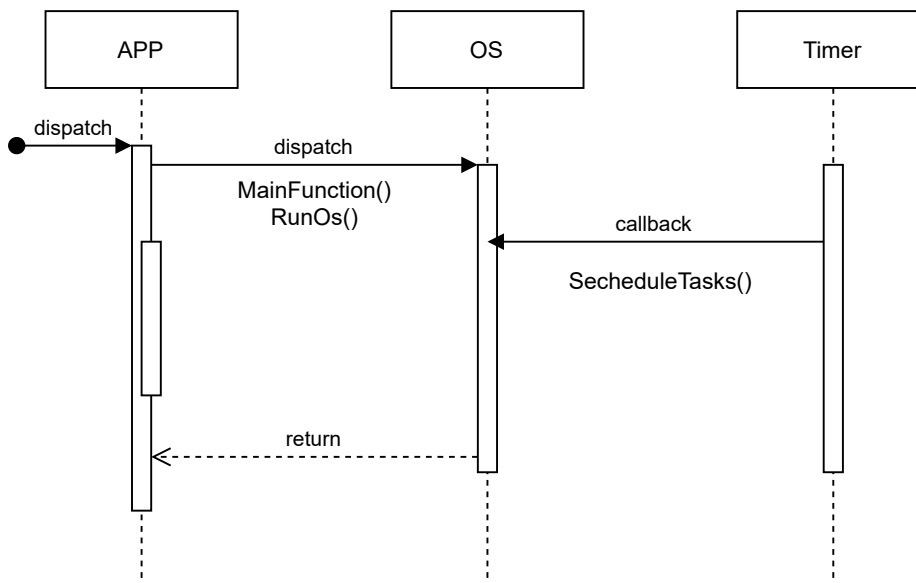 APP
OS
Timer
dispatch
dispatch
MainFunction()
RunOs()
callback
SecheduleTasks()
return